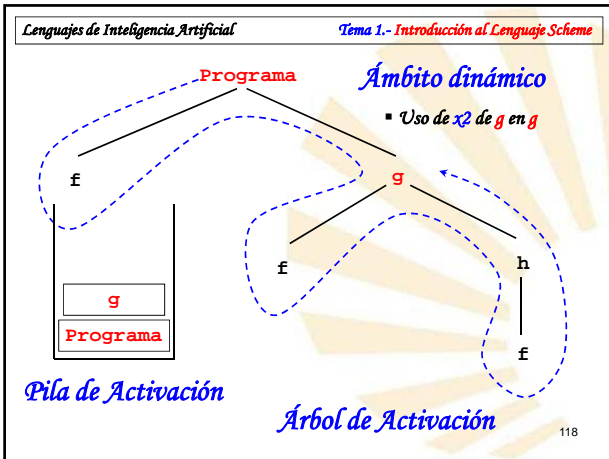 Lenguajes de Inteligencia Artificial
Tema 1.- Introducción al Lenguaje Scheme
Programa
Ámbito dinámico
▪ Uso de x2 de g en g
f
g
f
h
g
Programa
f
Pila de Activación
Árbol de Activación
118